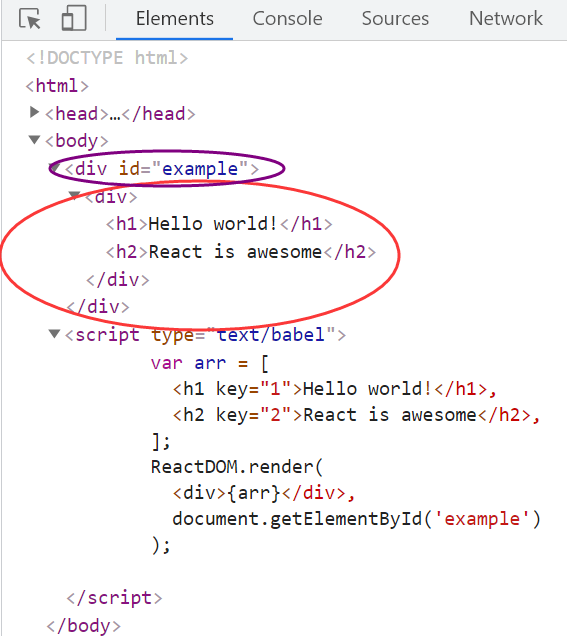 Elements Console Sources Network
<!DOCTYPE html>
<html>
<head>…</head>
<body>
<div id="example">
<div>
<h1>Hello world!</h1>
<h2>React is awesome</h2>
</div>
</div>
<script type="text/babel">
var arr = [
<h1 key="1">Hello world!</h1>,
<h2 key="2">React is awesome</h2>,
];
ReactDOM.render(
<div>{arr}</div>,
document.getElementById('example')
);
</script>
</body>